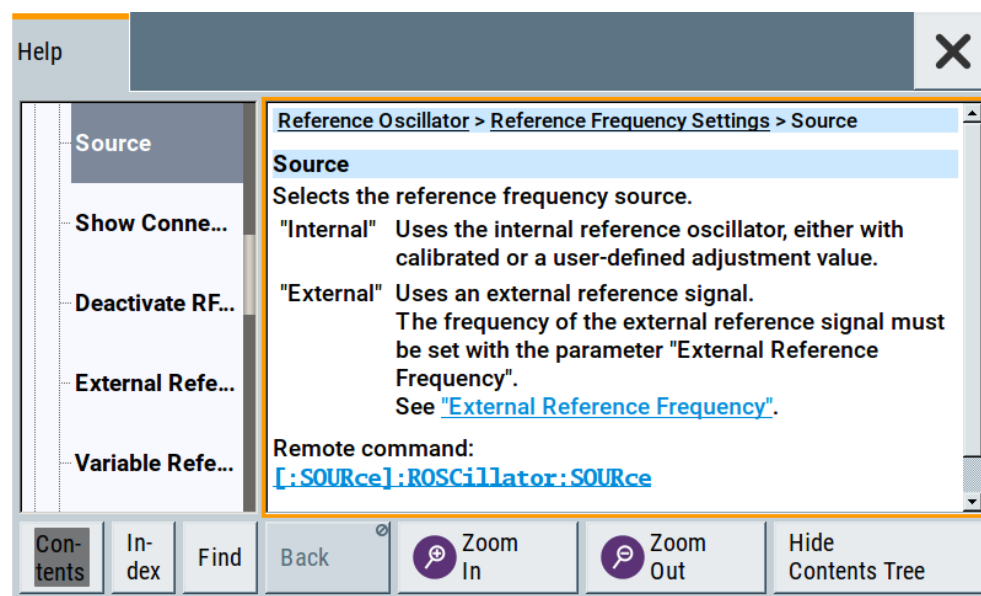 Help
Source
Show Conne...
Deactivate RF...
External Refe...
Variable Refe...
Reference Oscillator > Reference Frequency Settings > Source
Source
Selects the reference frequency source.
"Internal" Uses the internal reference oscillator, either with
calibrated or a user-defined adjustment value.
"External" Uses an external reference signal.
The frequency of the external reference signal must
be set with the parameter "External Reference
Frequency".
See "External Reference Frequency".
Remote command:
[:SOURce]:ROSCillator:SOURce
Con-
tents
In-
dex
Find
Back
Zoom
In
Zoom
Out
Hide
Contents Tree